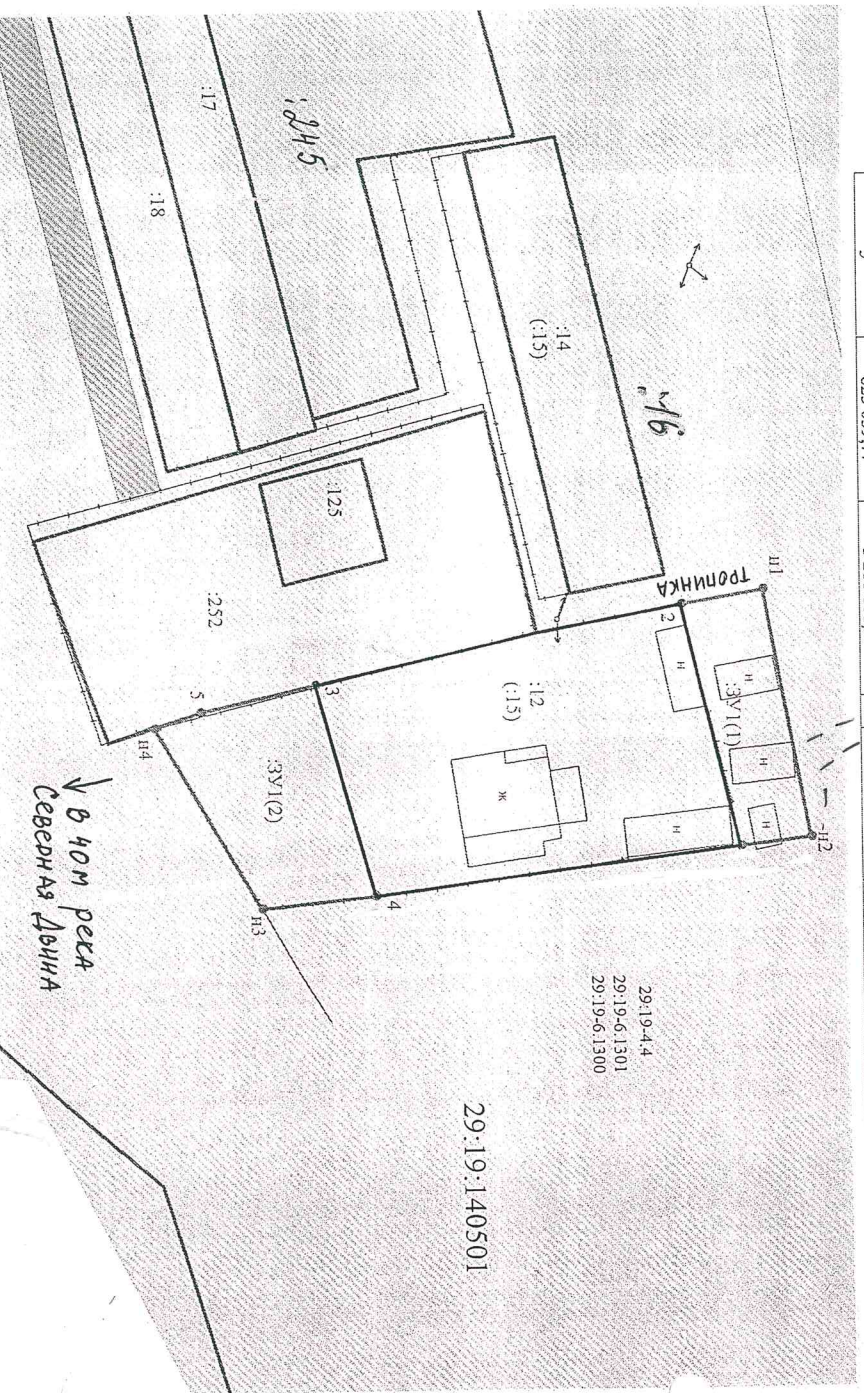 :17
:245
:18
:14
(:15)
"М6
ТРОПИНКА
н1
2
н
н
:ЗУ1(1)
н
н
н2
:125
:252
3
:12
(:15)
ж
н
5
н4
:ЗУ1(2)
4
н3
↓ В 40м река
Северная Двина
29:19-4.4
29:19-6.1301
29:19-6.1300
29:19:140501